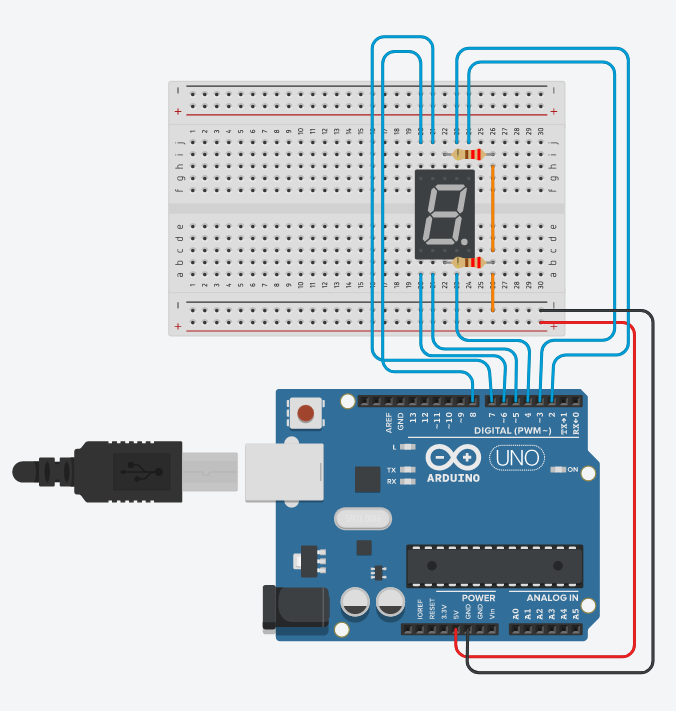 − −
+ +
1 2 3 4 5 6 7 8 9 10 11 12 13 14 15 16 17 18 19 20 21 22 23 24 25 26 27 28 29 30
j j
i i
h h
g g
f f
e e
d d
c c
b b
a a
1 2 3 4 5 6 7 8 9 10 11 12 13 14 15 16 17 18 19 20 21 22 23 24 25 26 27 28 29 30
− −
+ +
AREF GND 13 12 ~11 ~10 ~9 8 7 ~6 ~5 4 ~3 2 TX→1 RX←0
DIGITAL (PWM~)
L
TX
RX
ARDUINO
UNO
ON
POWER ANALOG IN
IOREF RESET 3.3V 5V GND GND Vin A0 A1 A2 A3 A4 A5